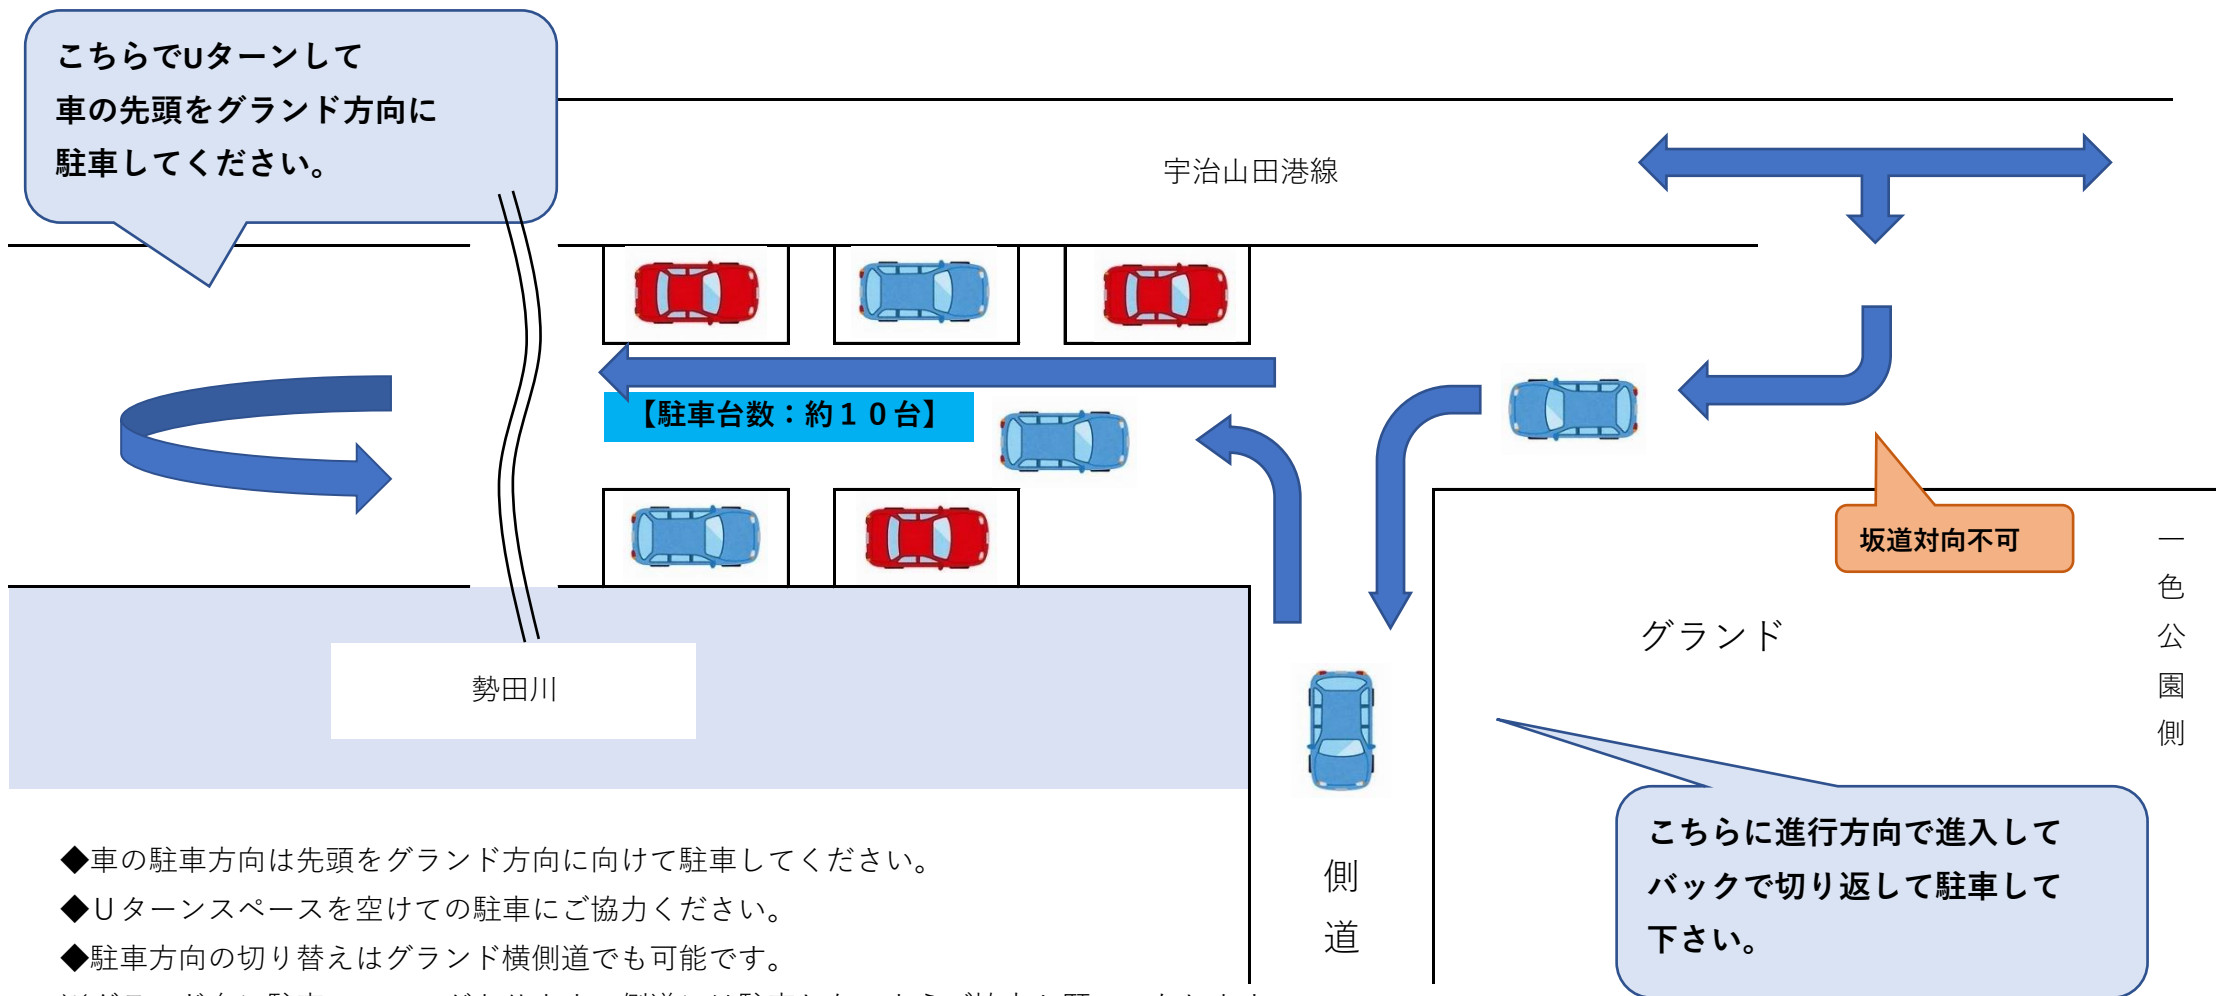 こちらでUターンして
車の先頭をグランド方向に
駐車してください。
宇治山田港線
【駐車台数：約１０台】
坂道対向不可
一色公園側
グランド
勢田川
こちらに進行方向で進入して
バックで切り返して駐車して
下さい。
側道
◆車の駐車方向は先頭をグランド方向に向けて駐車してください。
◆Ｕターンスペースを空けての駐車にご協力ください。
◆駐車方向の切り替えはグランド横側道でも可能です。